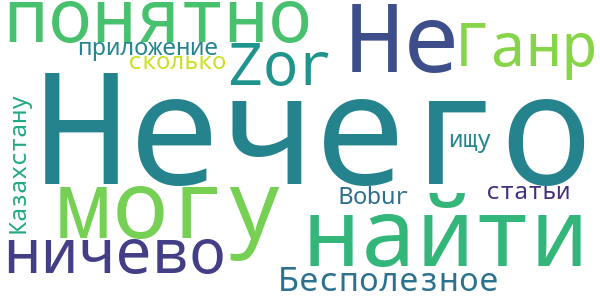 понятно
Не
Ганр
приложение
сколько
Zor
Нечего
ищу
Казахстану
могу
Bobur
статьи
найти
ничево
Бесполезное